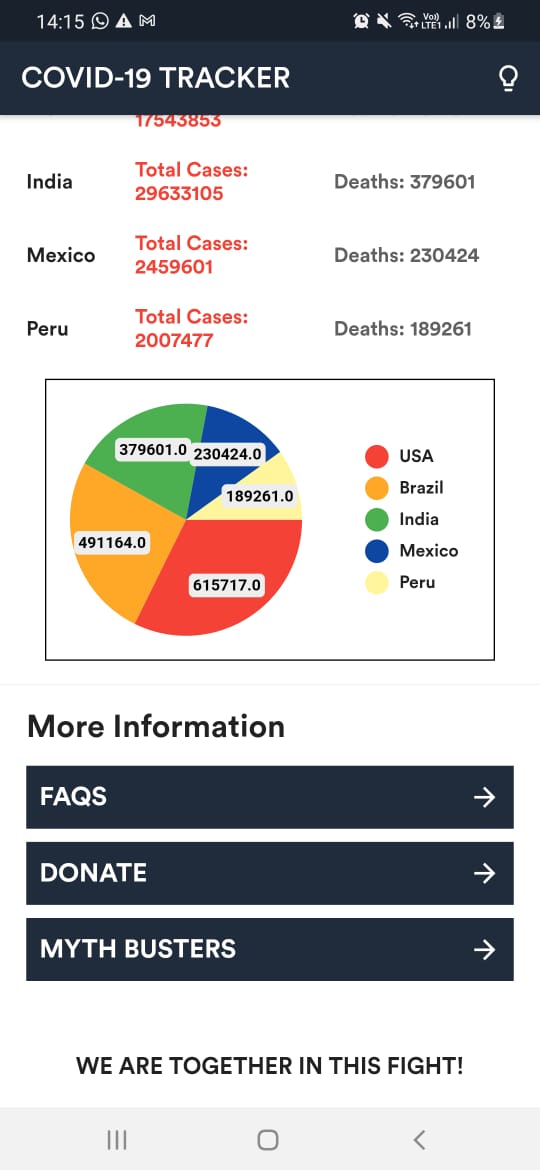 14:15 8%
Vo)) LTE1
COVID-19 TRACKER
17543853
India Total Cases: 29633105 Deaths: 379601
Mexico Total Cases: 2459601 Deaths: 230424
Peru Total Cases: 2007477 Deaths: 189261
379601.0 230424.0
189261.0
491164.0
615717.0
USA
Brazil
India
Mexico
Peru
More Information
FAQS
DONATE
MYTH BUSTERS
WE ARE TOGETHER IN THIS FIGHT!